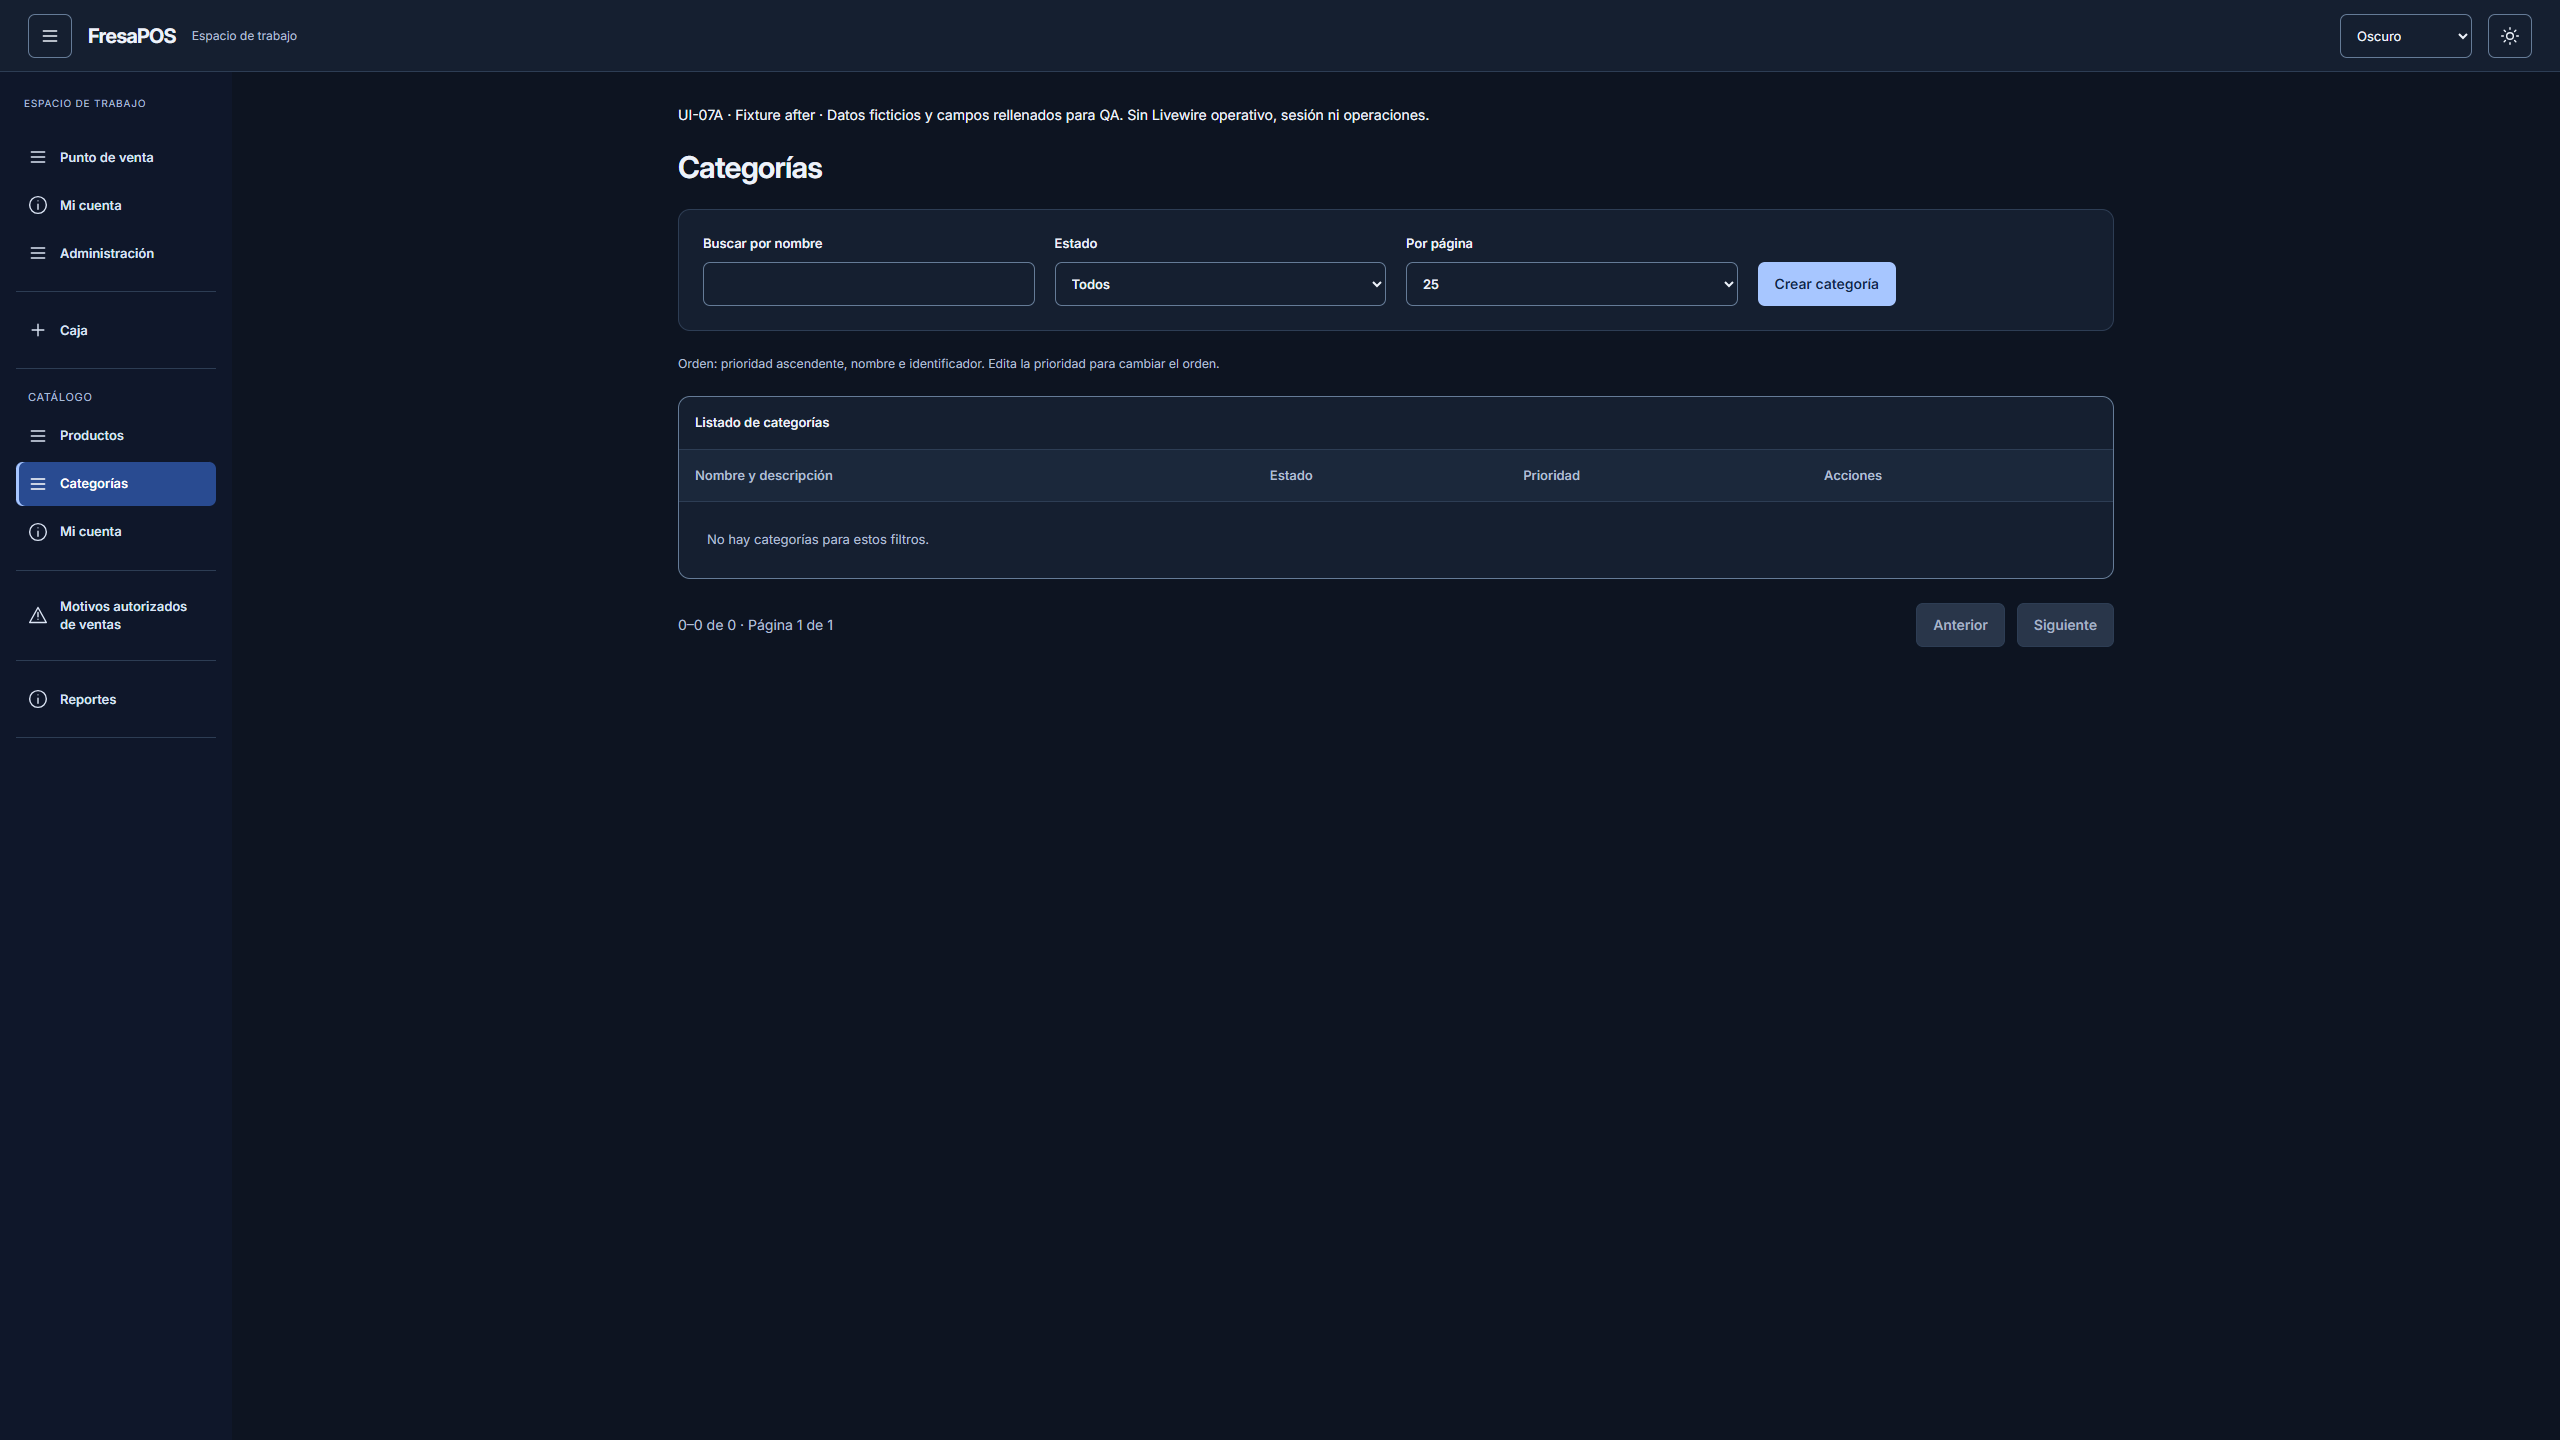 FresaPOS
Espacio de trabajo
Oscuro
ESPACIO DE TRABAJO
Punto de venta
Mi cuenta
Administración
Caja
CATÁLOGO
Productos
Categorías
Mi cuenta
Motivos autorizados
de ventas
Reportes
UI-07A · Fixture after · Datos ficticios y campos rellenados para QA. Sin Livewire operativo, sesión ni operaciones.
Categorías
Buscar por nombre
Estado
Por página
Todos
25
Crear categoría
Orden: prioridad ascendente, nombre e identificador. Edita la prioridad para cambiar el orden.
Listado de categorías
Nombre y descripción
Estado
Prioridad
Acciones
No hay categorías para estos filtros.
0–0 de 0 · Página 1 de 1
Anterior
Siguiente